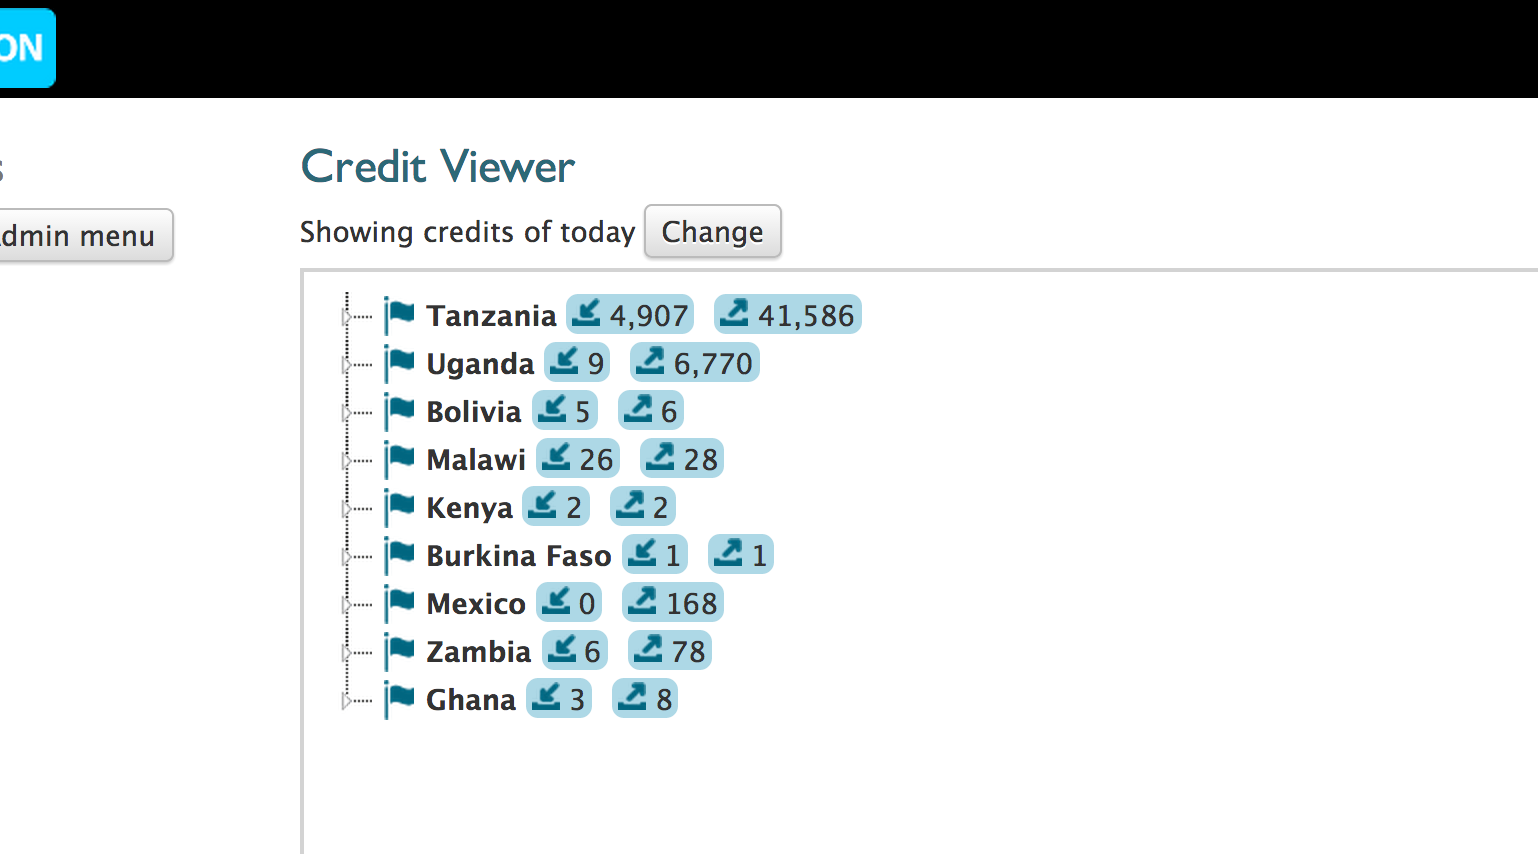 ON
s
dmin menu
Credit Viewer
Showing credits of today Change
Tanzania 4,907 41,586
Uganda 9 6,770
Bolivia 5 6
Malawi 26 28
Kenya 2 2
Burkina Faso 1 1
Mexico 0 168
Zambia 6 78
Ghana 3 8